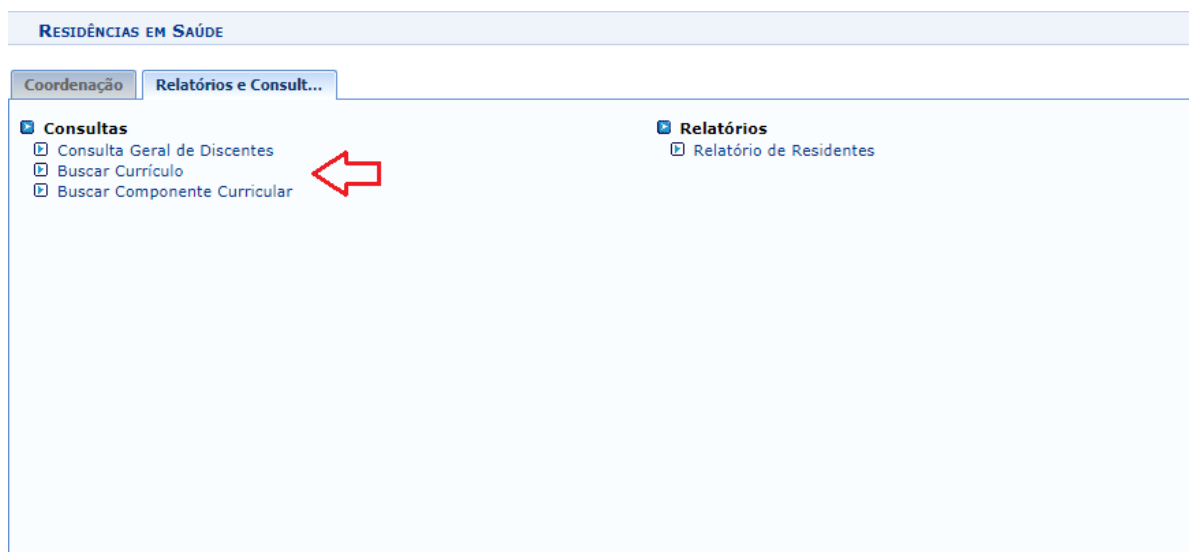 Residências em Saúde
Coordenação
Relatórios e Consult...
Consultas
Consulta Geral de Discentes
Buscar Currículo
Buscar Componente Curricular
Relatórios
Relatório de Residentes